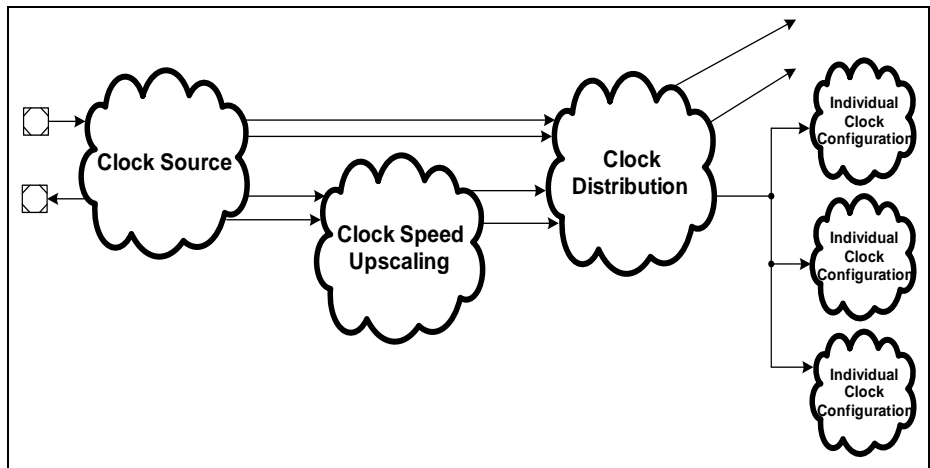 Clock Source
Clock Speed
Upscaling
Clock
Distribution
Individual
Clock
Configuration
Individual
Clock
Configuration
Individual
Clock
Configuration